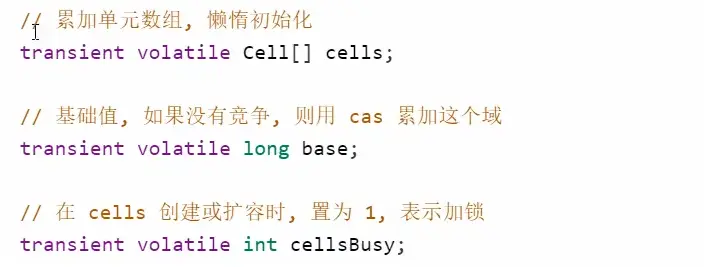 // 累加单元数组, 懒惰初始化
transient volatile Cell[] cells;
// 基础值, 如果没有竞争, 则用 cas 累加这个域
transient volatile long base;
// 在 cells 创建或扩容时, 置为 1, 表示加锁
transient volatile int cellsBusy;